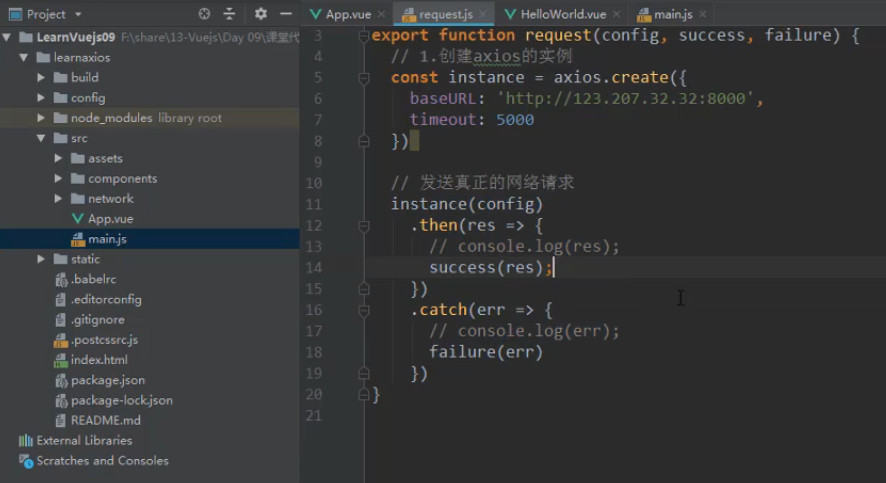 Project
App.vue
request.js
HelloWorld.vue
main.js
LearnVuejs09 F:\share\13-Vuejs\Day 09\课堂代
learnaxios
build
config
node_modules library root
src
assets
components
network
App.vue
main.js
static
.babelrc
.editorconfig
.gitignore
.postcssrc.js
index.html
package.json
package-lock.json
README.md
External Libraries
Scratches and Consoles
3 export function request(config, success, failure) {
4 // 1.创建axios的实例
5 const instance = axios.create({
6 baseURL: 'http://123.207.32.32:8000',
7 timeout: 5000
8 })
9
10 // 发送真正的网络请求
11 instance(config)
12 .then(res => {
13 // console.log(res);
14 success(res);
15 })
16 .catch(err => {
17 // console.log(err);
18 failure(err)
19 })
20 }
21